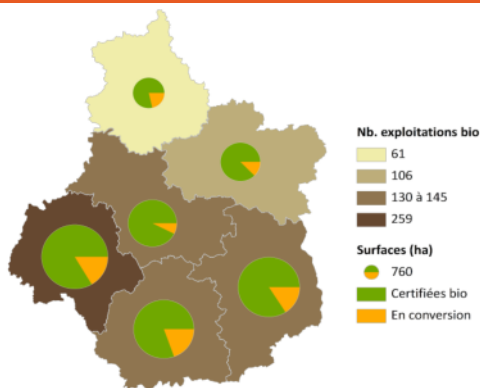 Nb. exploitations bio
61
106
130 à 145
259
Surfaces (ha)
760
Certifiées bio
En conversion